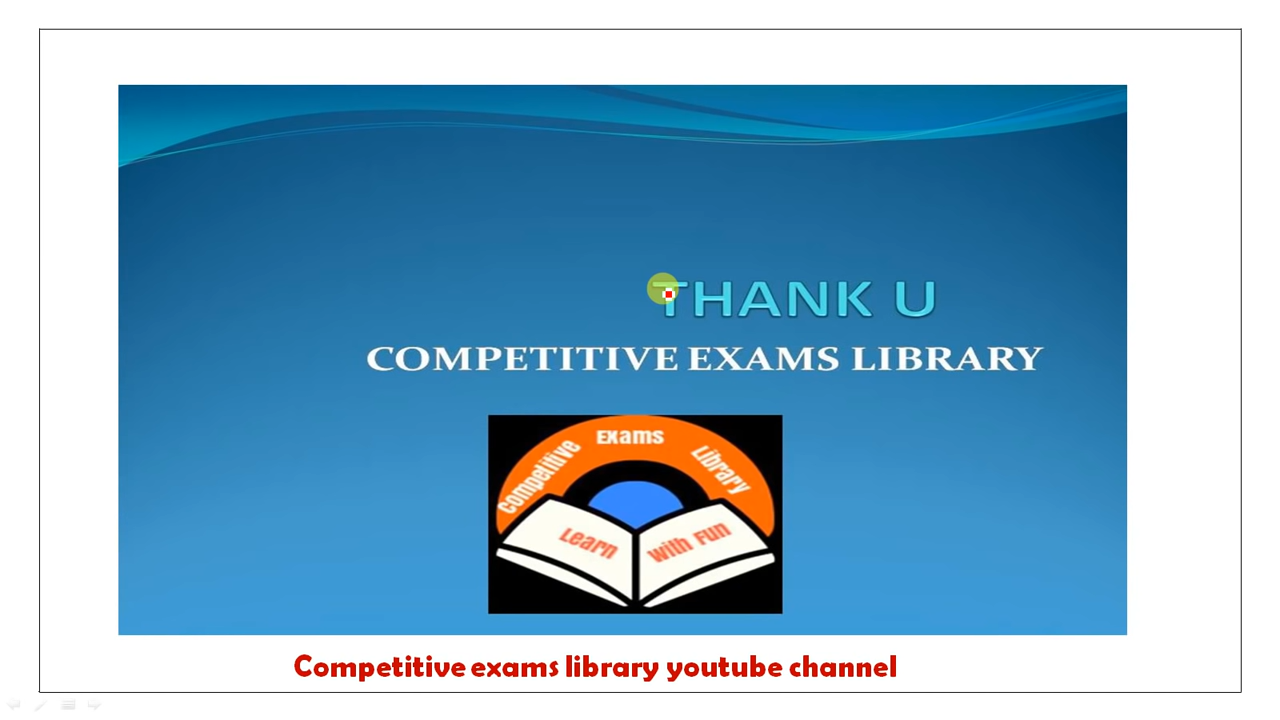 THANK U
COMPETITIVE EXAMS LIBRARY
Competitive Exams Library
Learn with Fun
Competitive exams library youtube channel